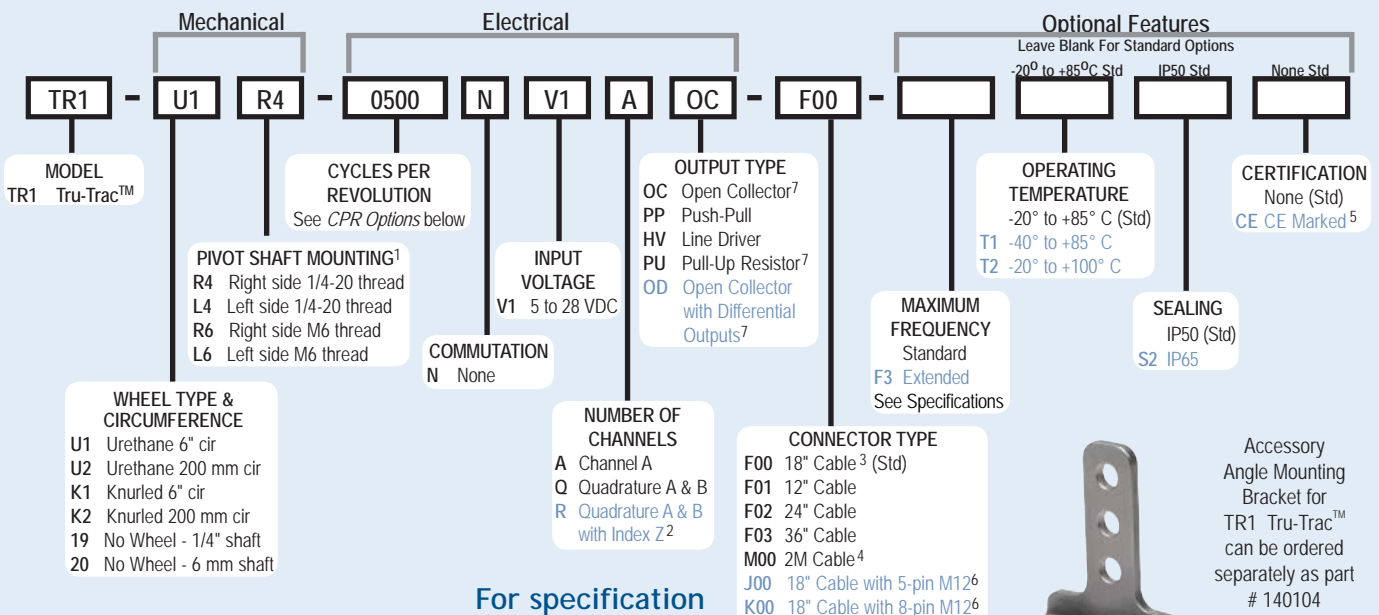 Mechanical
Electrical
Optional Features
Leave Blank For Standard Options
-20⁰ to +85⁰C Std
IP50 Std
None Std
TR1 - U1 R4 - 0500 N V1 A OC - F00 -
MODEL
TR1 Tru-Trac™
WHEEL TYPE &
CIRCUMFERENCE
U1 Urethane 6" cir
U2 Urethane 200 mm cir
K1 Knurled 6" cir
K2 Knurled 200 mm cir
19 No Wheel - 1/4" shaft
20 No Wheel - 6 mm shaft
PIVOT SHAFT MOUNTING¹
R4 Right side 1/4-20 thread
L4 Left side 1/4-20 thread
R6 Right side M6 thread
L6 Left side M6 thread
CYCLES PER
REVOLUTION
See CPR Options below
COMMUTATION
N None
INPUT
VOLTAGE
V1 5 to 28 VDC
NUMBER OF
CHANNELS
A Channel A
Q Quadrature A & B
R Quadrature A & B
with Index Z²
OUTPUT TYPE
OC Open Collector⁷
PP Push-Pull
HV Line Driver
PU Pull-Up Resistor⁷
OD Open Collector
with Differential
Outputs⁷
CONNECTOR TYPE
F00 18" Cable ³ (Std)
F01 12" Cable
F02 24" Cable
F03 36" Cable
M00 2M Cable⁴
J00 18" Cable with 5-pin M12⁶
K00 18" Cable with 8-pin M12⁶
MAXIMUM
FREQUENCY
Standard
F3 Extended
See Specifications
OPERATING
TEMPERATURE
-20° to +85° C (Std)
T1 -40° to +85° C
T2 -20° to +100° C
SEALING
IP50 (Std)
S2 IP65
CERTIFICATION
None (Std)
CE CE Marked ⁵
For specification
Accessory
Angle Mounting
Bracket for
TR1 Tru-Trac™
can be ordered
separately as part
# 140104